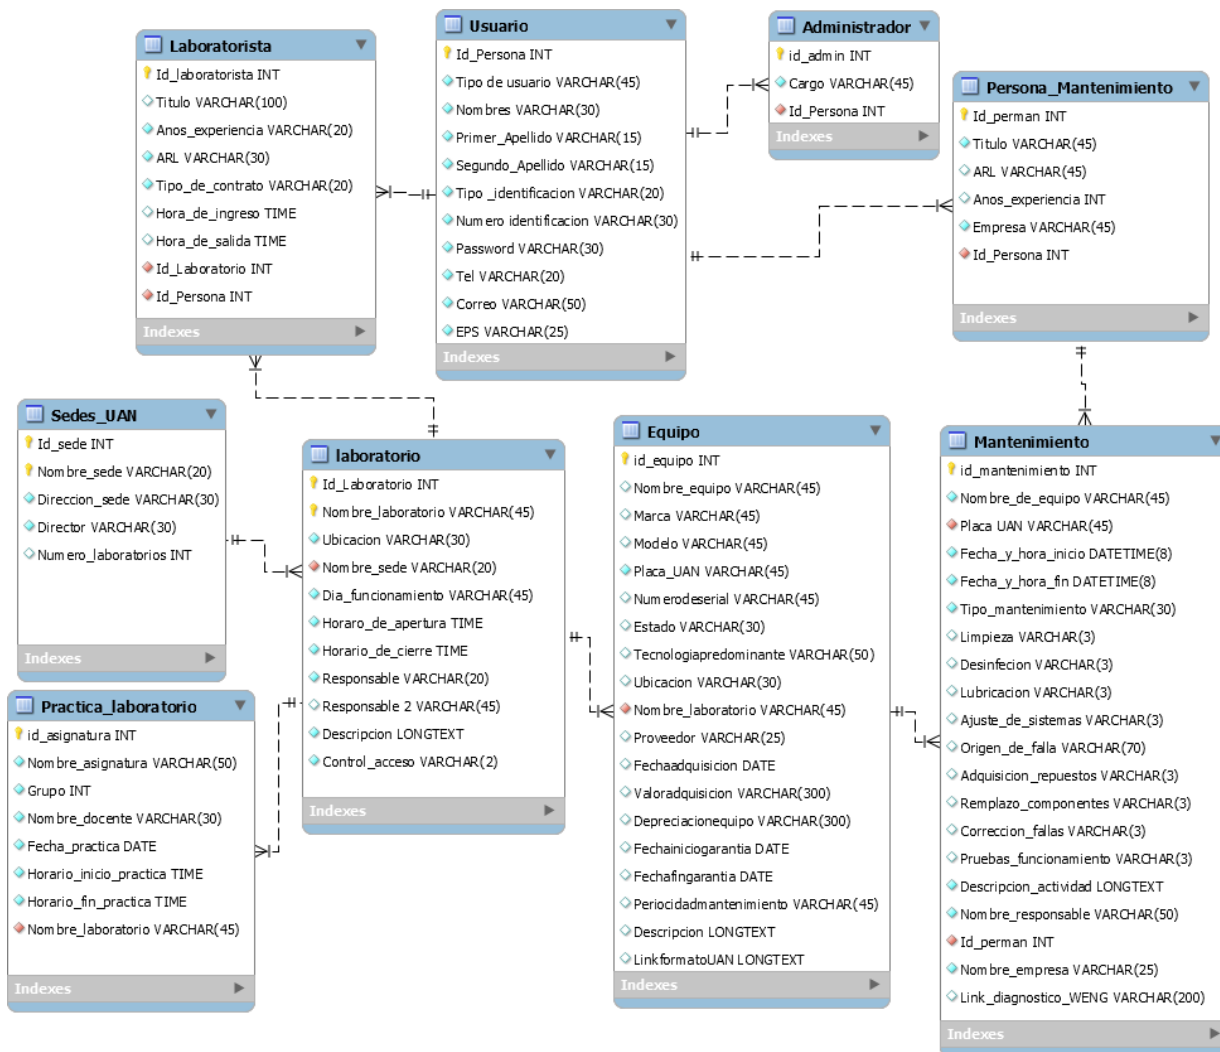 Laboratorista
Id_laboratorista INT
Titulo VARCHAR(100)
Anos_experiencia VARCHAR(20)
ARL VARCHAR(30)
Tipo_de_contrato VARCHAR(20)
Hora_de_ingreso TIME
Hora_de_salida TIME
Id_Laboratorio INT
Id_Persona INT
Indexes
Usuario
Id_Persona INT
Tipo de usuario VARCHAR(45)
Nombres VARCHAR(30)
Primer_Apellido VARCHAR(15)
Segundo_Apellido VARCHAR(15)
Tipo _identificacion VARCHAR(20)
Numero identificacion VARCHAR(30)
Password VARCHAR(30)
Tel VARCHAR(20)
Correo VARCHAR(50)
EPS VARCHAR(25)
Indexes
Administrador
id_admin INT
Cargo VARCHAR(45)
Id_Persona INT
Indexes
Persona_Mantenimiento
Id_perman INT
Titulo VARCHAR(45)
ARL VARCHAR(45)
Anos_experiencia INT
Empresa VARCHAR(45)
Id_Persona INT
Indexes
Sedes_UAN
Id_sede INT
Nombre_sede VARCHAR(20)
Direccion_sede VARCHAR(30)
Director VARCHAR(30)
Numero_laboratorios INT
Indexes
laboratorio
Id_Laboratorio INT
Nombre_laboratorio VARCHAR(45)
Ubicacion VARCHAR(30)
Nombre_sede VARCHAR(20)
Dia_funcionamiento VARCHAR(45)
Horaro_de_apertura TIME
Horario_de_cierre TIME
Responsable VARCHAR(20)
Responsable 2 VARCHAR(45)
Descripcion LONGTEXT
Control_acceso VARCHAR(2)
Indexes
Equipo
id_equipo INT
Nombre_equipo VARCHAR(45)
Marca VARCHAR(45)
Modelo VARCHAR(45)
Placa_UAN VARCHAR(45)
Numerodeserial VARCHAR(45)
Estado VARCHAR(30)
Tecnologiapredominante VARCHAR(50)
Ubicacion VARCHAR(30)
Nombre_laboratorio VARCHAR(45)
Proveedor VARCHAR(25)
Fechaadquisicion DATE
Valoradquisicion VARCHAR(300)
Depreciacionequipo VARCHAR(300)
Fechainiciogarantia DATE
Fechafingarantia DATE
Periocidadmantenimiento VARCHAR(45)
Descripcion LONGTEXT
LinkformatoUAN LONGTEXT
Indexes
Mantenimiento
id_mantenimiento INT
Nombre_de_equipo VARCHAR(45)
Placa UAN VARCHAR(45)
Fecha_y_hora_inicio DATETIME(8)
Fecha_y_hora_fin DATETIME(8)
Tipo_mantenimiento VARCHAR(30)
Limpieza VARCHAR(3)
Desinfecion VARCHAR(3)
Lubricacion VARCHAR(3)
Ajuste_de_sistemas VARCHAR(3)
Origen_de_falla VARCHAR(70)
Adquisicion_repuestos VARCHAR(3)
Remplazo_componentes VARCHAR(3)
Correccion_fallas VARCHAR(3)
Pruebas_funcionamiento VARCHAR(3)
Descripcion_actividad LONGTEXT
Nombre_responsable VARCHAR(50)
Id_perman INT
Nombre_empresa VARCHAR(25)
Link_diagnostico_WENG VARCHAR(200)
Indexes
Practica_laboratorio
id_asignatura INT
Nombre_asignatura VARCHAR(50)
Grupo INT
Nombre_docente VARCHAR(30)
Fecha_practica DATE
Horario_inicio_practica TIME
Horario_fin_practica TIME
Nombre_laboratorio VARCHAR(45)
Indexes